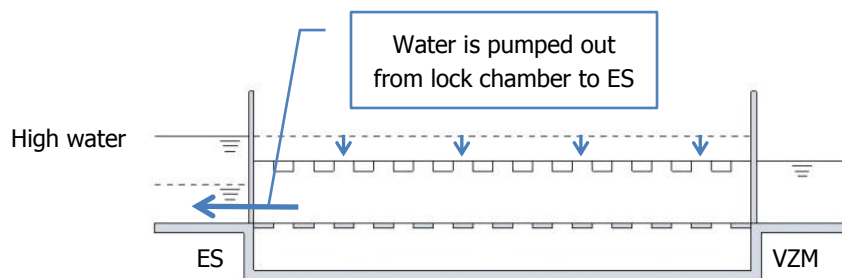 Water is pumped out
from lock chamber to ES
High water
ES
VZM